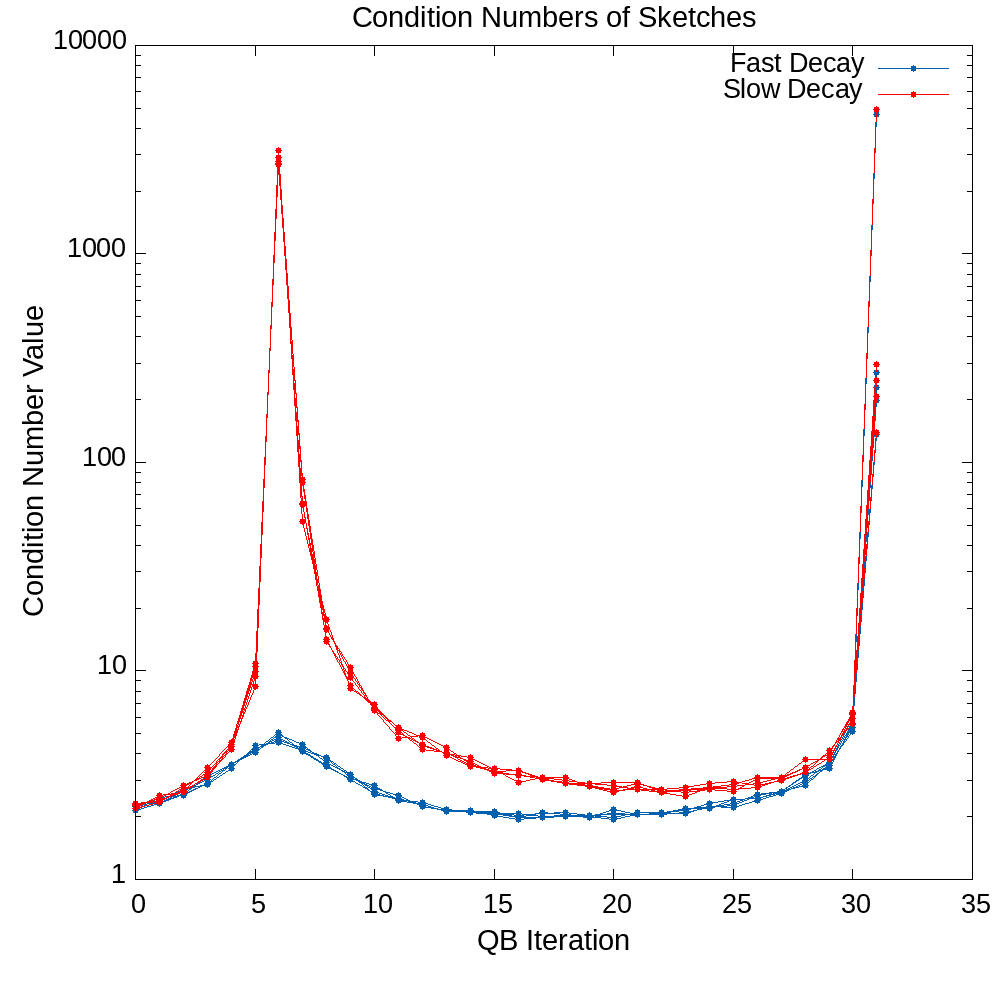 Condition Numbers of Sketches
10000
1000
100
10
1
Condition Number Value
Fast Decay
Slow Decay
0 5 10 15 20 25 30 35
QB Iteration